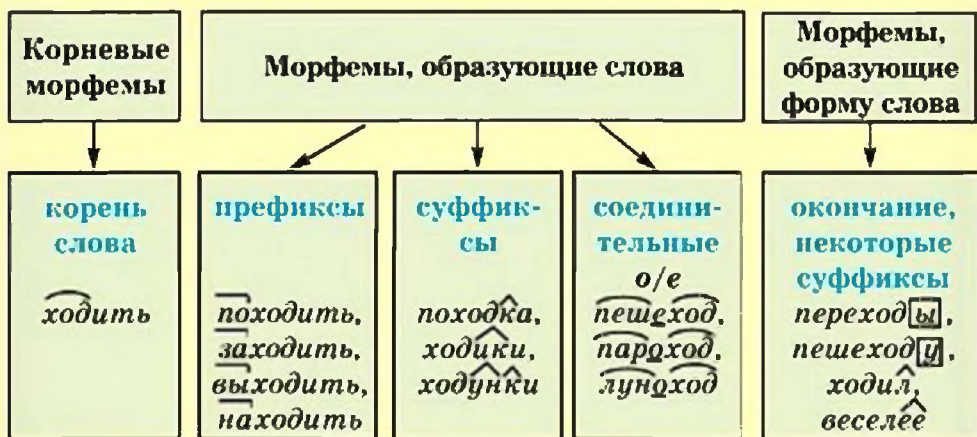 Корневые
морфемы
Морфемы, образующие слова
Морфемы,
образующие
форму слова
корень
слова
ходить
префиксы
походить,
заходить,
выходить,
находить
суффик-
сы
походка,
ходики,
ходунки
соедини-
тельные
о/е
пешеход,
пароход,
луноход
окончание,
некоторые
суффиксы
переходы,
пешеходу,
ходил,
веселее